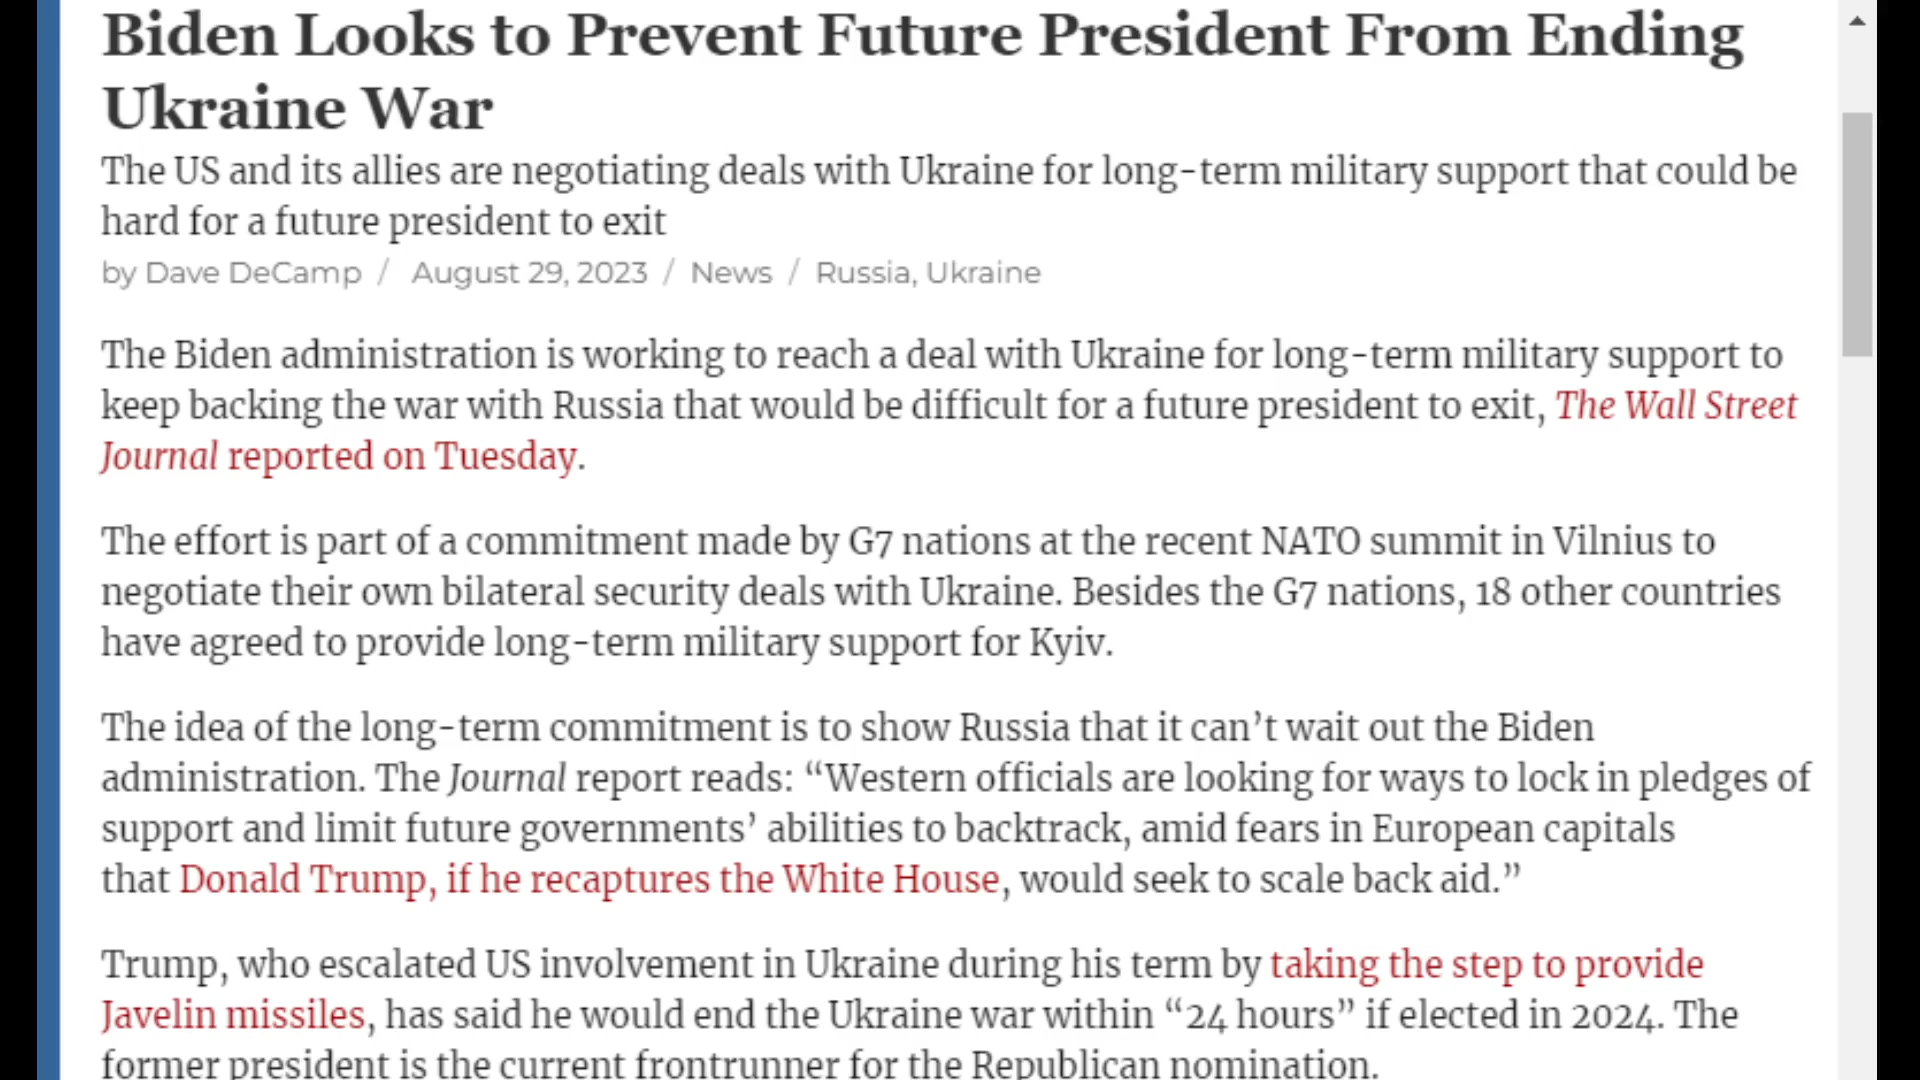 Biden Looks to Prevent Future President From Ending
Ukraine War
The US and its allies are negotiating deals with Ukraine for long-term military support that could be
hard for a future president to exit
by Dave DeCamp / August 29, 2023 / News / Russia, Ukraine
The Biden administration is working to reach a deal with Ukraine for long-term military support to
keep backing the war with Russia that would be difficult for a future president to exit, The Wall Street
Journal reported on Tuesday.
The effort is part of a commitment made by G7 nations at the recent NATO summit in Vilnius to
negotiate their own bilateral security deals with Ukraine. Besides the G7 nations, 18 other countries
have agreed to provide long-term military support for Kyiv.
The idea of the long-term commitment is to show Russia that it can’t wait out the Biden
administration. The Journal report reads: “Western officials are looking for ways to lock in pledges of
support and limit future governments’ abilities to backtrack, amid fears in European capitals
that Donald Trump, if he recaptures the White House, would seek to scale back aid.”
Trump, who escalated US involvement in Ukraine during his term by taking the step to provide
Javelin missiles, has said he would end the Ukraine war within “24 hours” if elected in 2024. The
former president is the current frontrunner for the Republican nomination.